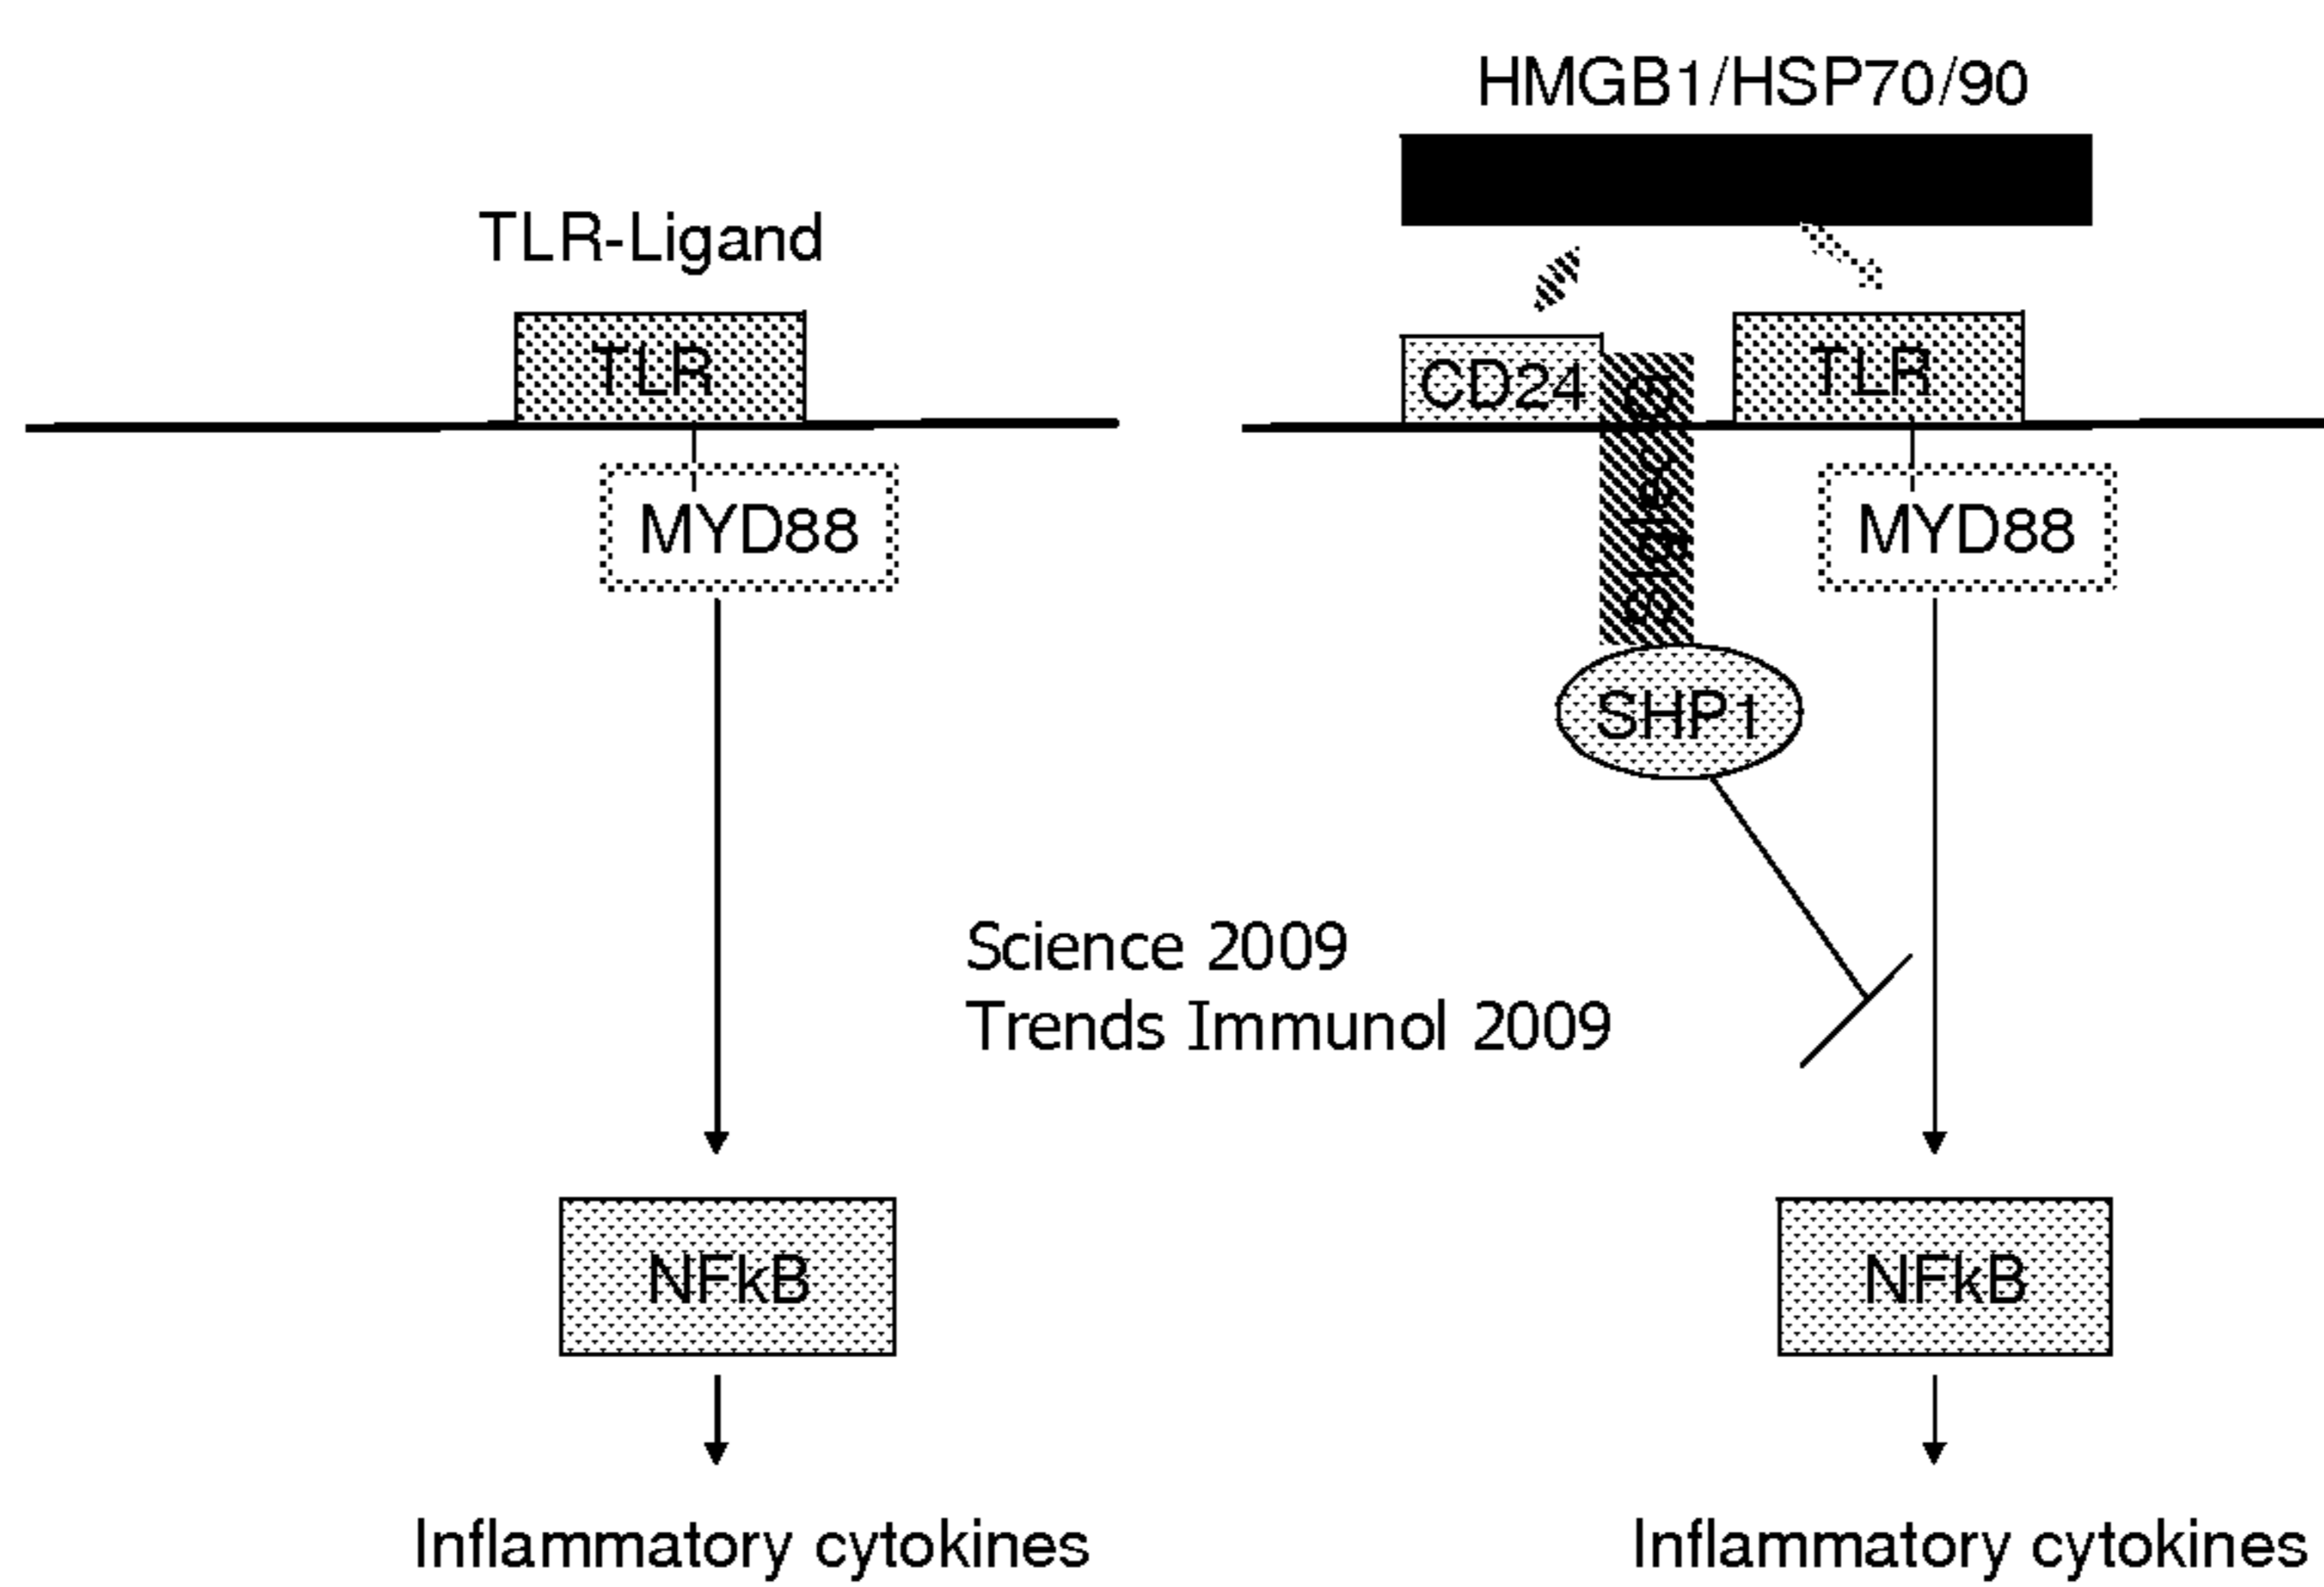 TLR-Ligand
TLR
MYD88
NFkB
Inflammatory cytokines
Science 2009
Trends Immunol 2009
HMGB1/HSP70/90
CD24
TLR
MYD88
SHP1
NFkB
Inflammatory cytokines